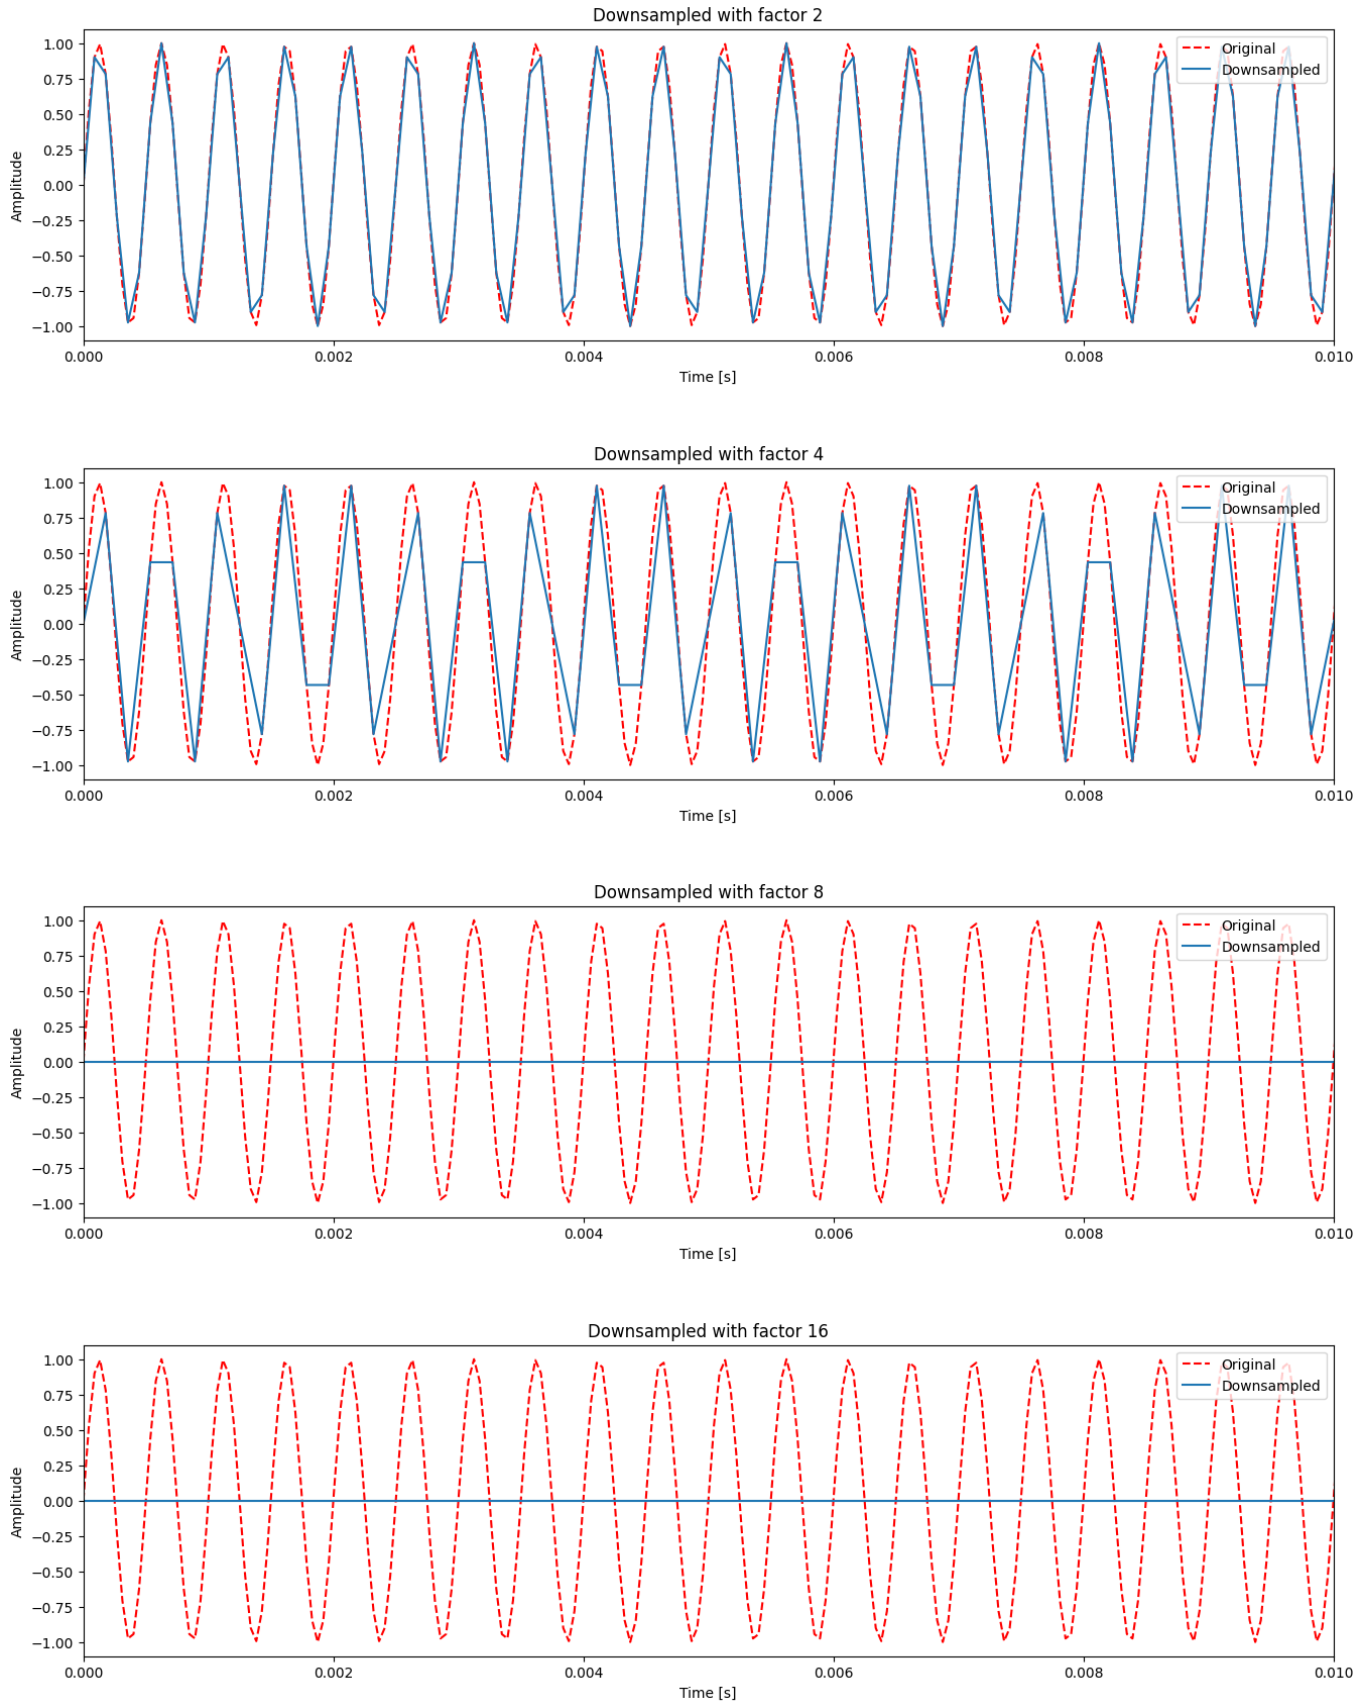 Downsampled with factor 2
1.00
0.75
0.50
0.25
0.00
−0.25
−0.50
−0.75
−1.00
Amplitude
Original
Downsampled
0.000 0.002 0.004 0.006 0.008 0.010
Time [s]
Downsampled with factor 4
1.00
0.75
0.50
0.25
0.00
−0.25
−0.50
−0.75
−1.00
Amplitude
Original
Downsampled
0.000 0.002 0.004 0.006 0.008 0.010
Time [s]
Downsampled with factor 8
1.00
0.75
0.50
0.25
0.00
−0.25
−0.50
−0.75
−1.00
Amplitude
Original
Downsampled
0.000 0.002 0.004 0.006 0.008 0.010
Time [s]
Downsampled with factor 16
1.00
0.75
0.50
0.25
0.00
−0.25
−0.50
−0.75
−1.00
Amplitude
Original
Downsampled
0.000 0.002 0.004 0.006 0.008 0.010
Time [s]